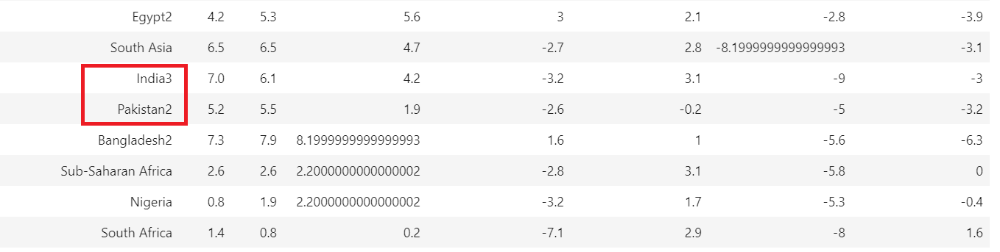 Egypt2 4.2 5.3 5.6 3 2.1 -2.8 -3.9
South Asia 6.5 6.5 4.7 -2.7 2.8 -8.1999999999999993 -3.1
India3 7.0 6.1 4.2 -3.2 3.1 -9 -3
Pakistan2 5.2 5.5 1.9 -2.6 -0.2 -5 -3.2
Bangladesh2 7.3 7.9 8.1999999999999993 1.6 1 -5.6 -6.3
Sub-Saharan Africa 2.6 2.6 2.2000000000000002 -2.8 3.1 -5.8 0
Nigeria 0.8 1.9 2.2000000000000002 -3.2 1.7 -5.3 -0.4
South Africa 1.4 0.8 0.2 -7.1 2.9 -8 1.6